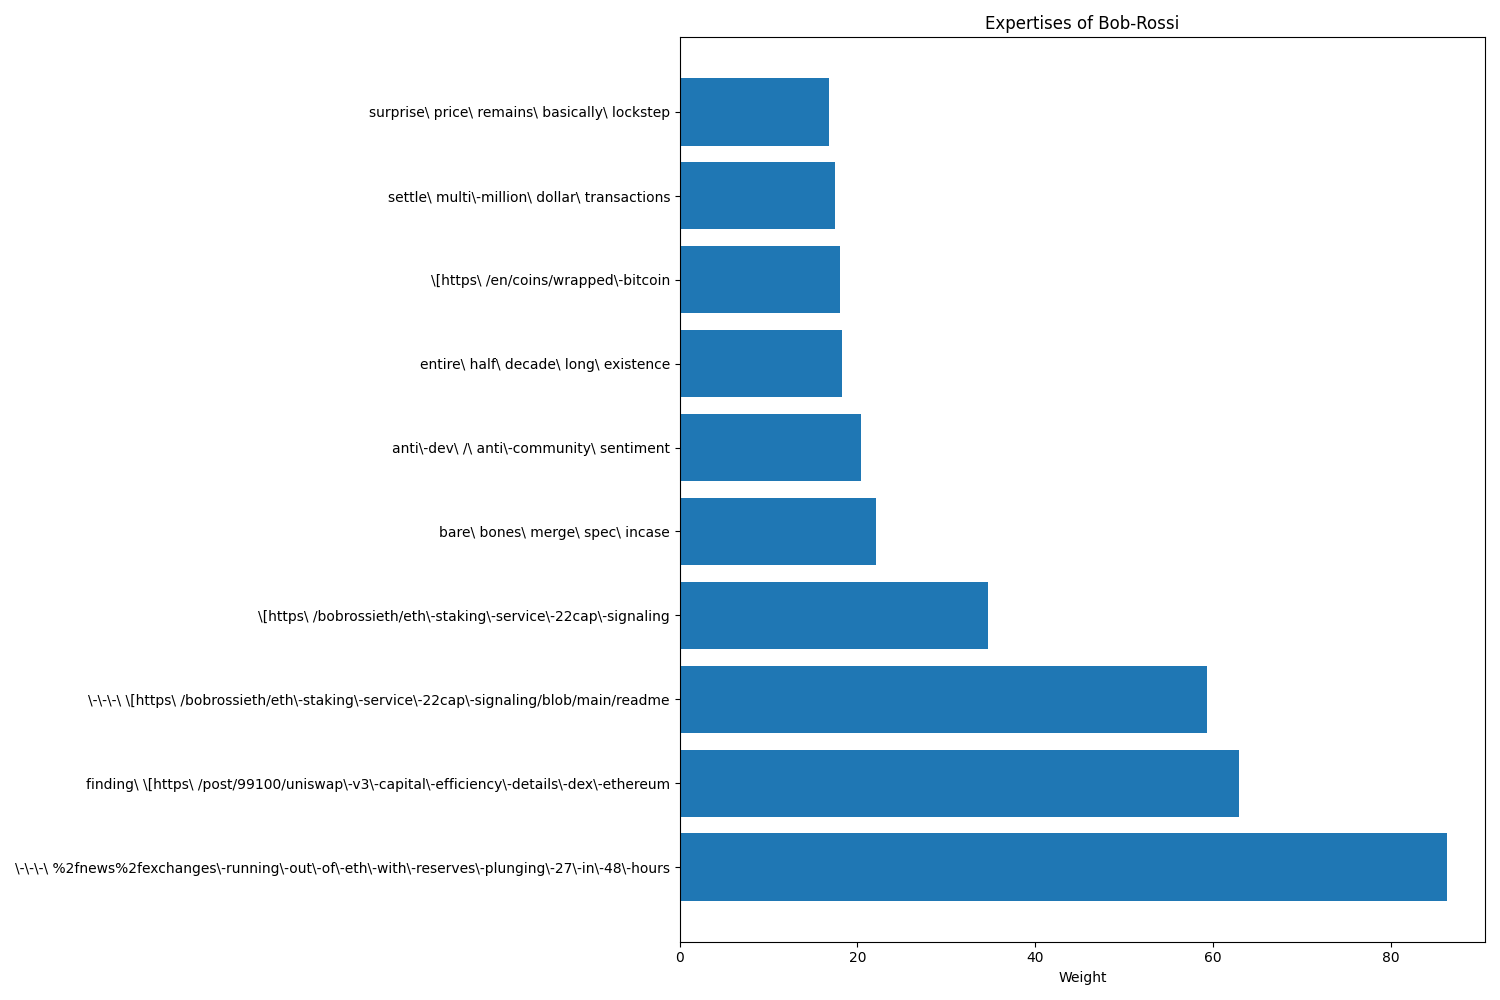 Expertises of Bob-Rossi
surprise\ price\ remains\ basically\ lockstep
settle\ multi\-million\ dollar\ transactions
\[https\ /en/coins/wrapped\-bitcoin
entire\ half\ decade\ long\ existence
anti\-dev\ /\ anti\-community\ sentiment
bare\ bones\ merge\ spec\ incase
\[https\ /bobrossieth/eth\-staking\-service\-22cap\-signaling
\-\-\-\ \[https\ /bobrossieth/eth\-staking\-service\-22cap\-signaling/blob/main/readme
finding\ \[https\ /post/99100/uniswap\-v3\-capital\-efficiency\-details\-dex\-ethereum
\-\-\-\ %2fnews%2fexchanges\-running\-out\-of\-eth\-with\-reserves\-plunging\-27\-in\-48\-hours
0 20 40 60 80
Weight